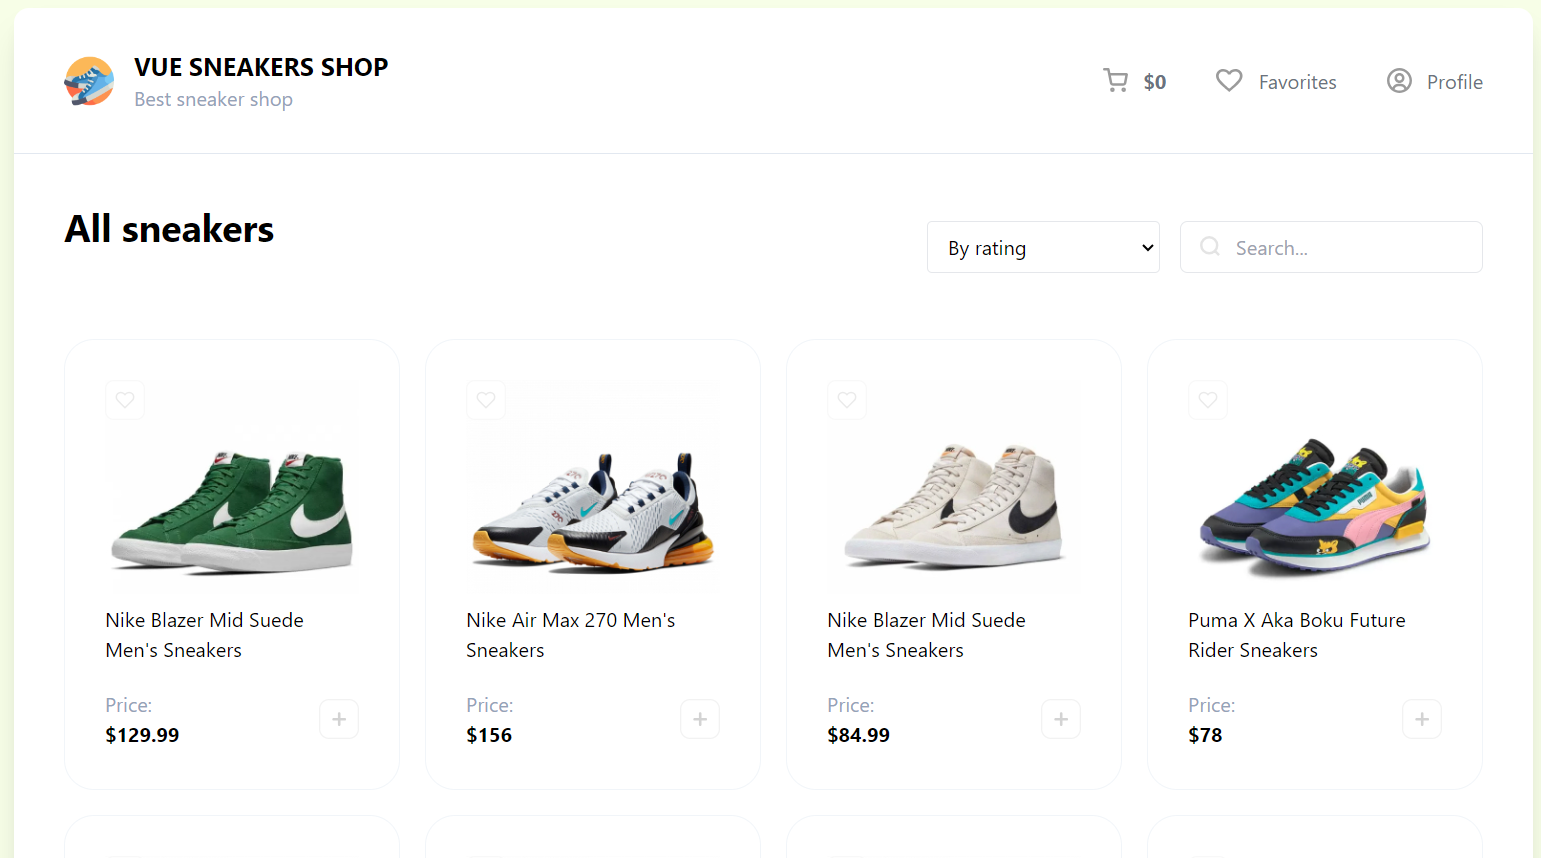 VUE SNEAKERS SHOP
Best sneaker shop
$0
Favorites
Profile
All sneakers
By rating
Search...
Nike Blazer Mid Suede
Men's Sneakers
Price:
$129.99
Nike Air Max 270 Men's
Sneakers
Price:
$156
Nike Blazer Mid Suede
Men's Sneakers
Price:
$84.99
Puma X Aka Boku Future
Rider Sneakers
Price:
$78